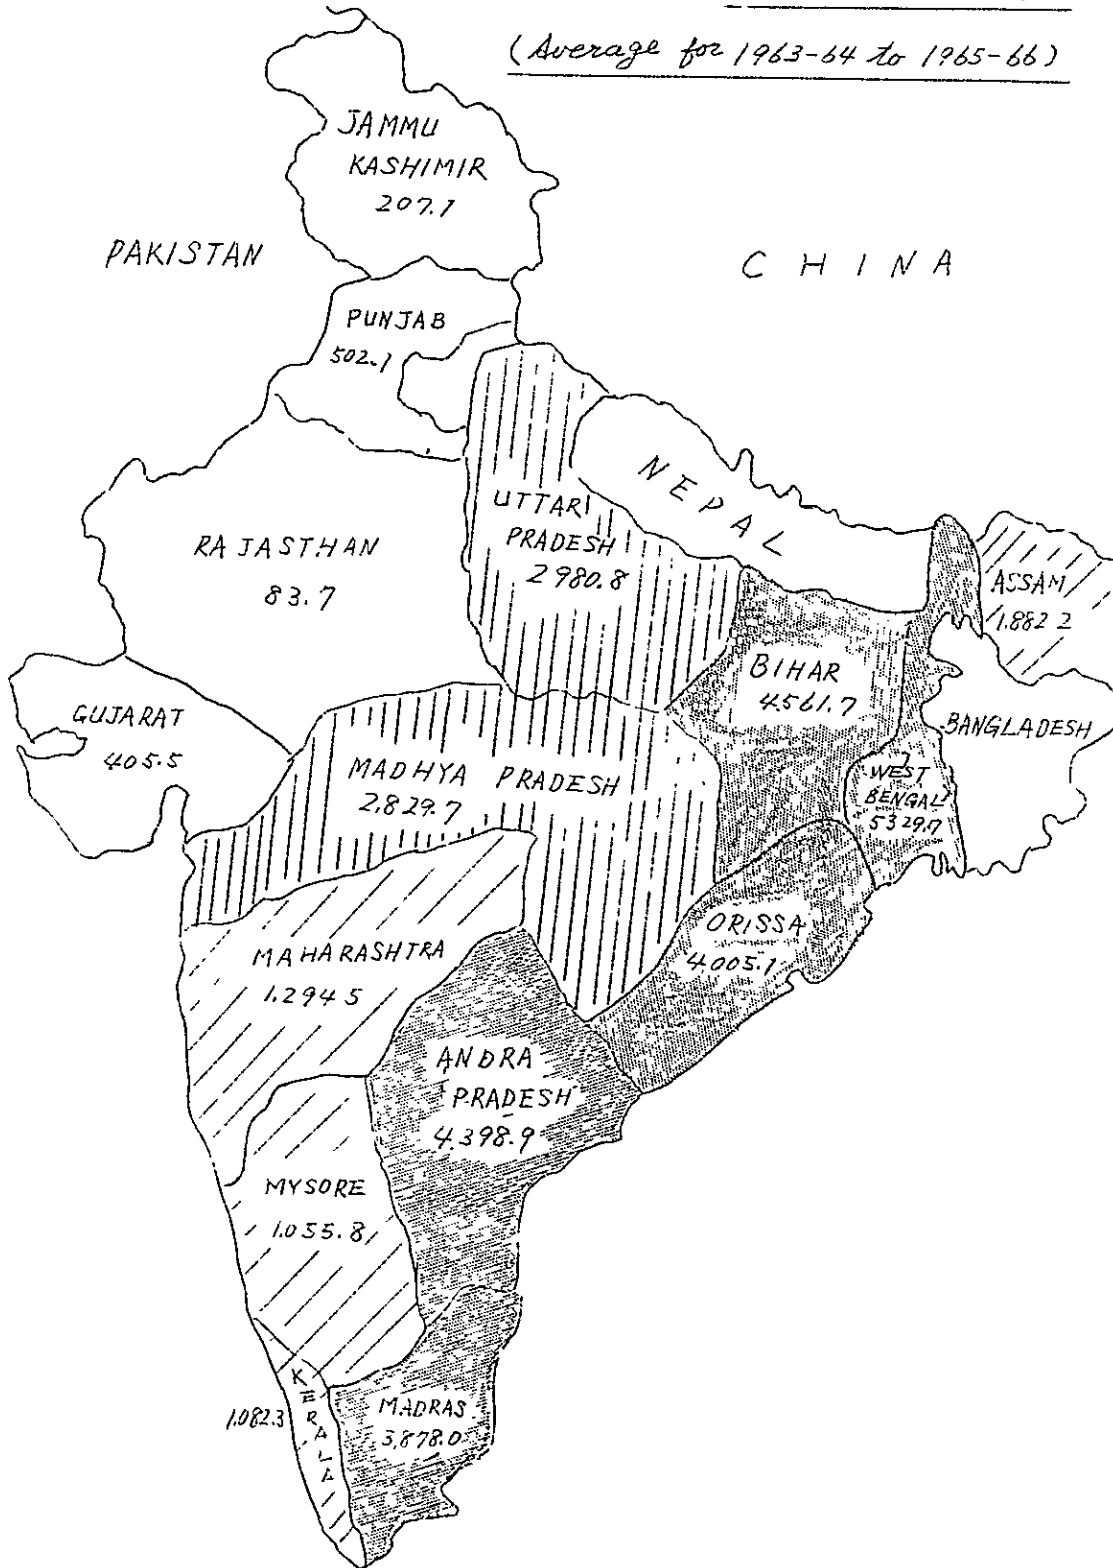 (Average for 1963-64 to 1965-66)
JAMMU
KASHIMIR
207.1
PAKISTAN
CHINA
PUNJAB
502.1
NEPAL
UTTARI
PRADESH
2980.8
RAJASTHAN
83.7
ASSAM
1.882 2
BIHAR
4561.7
GUJARAT
405.5
BANGLADESH
MADHYA PRADESH
2.829.7
WEST
BENGAL
5329.7
ORISSA
4005.1
MAHARASHTRA
1.294 5
ANDRA
PRADESH
4.398.9
MYSORE
1.055.8
KERALA
1.082.3
MADRAS
3,878.0